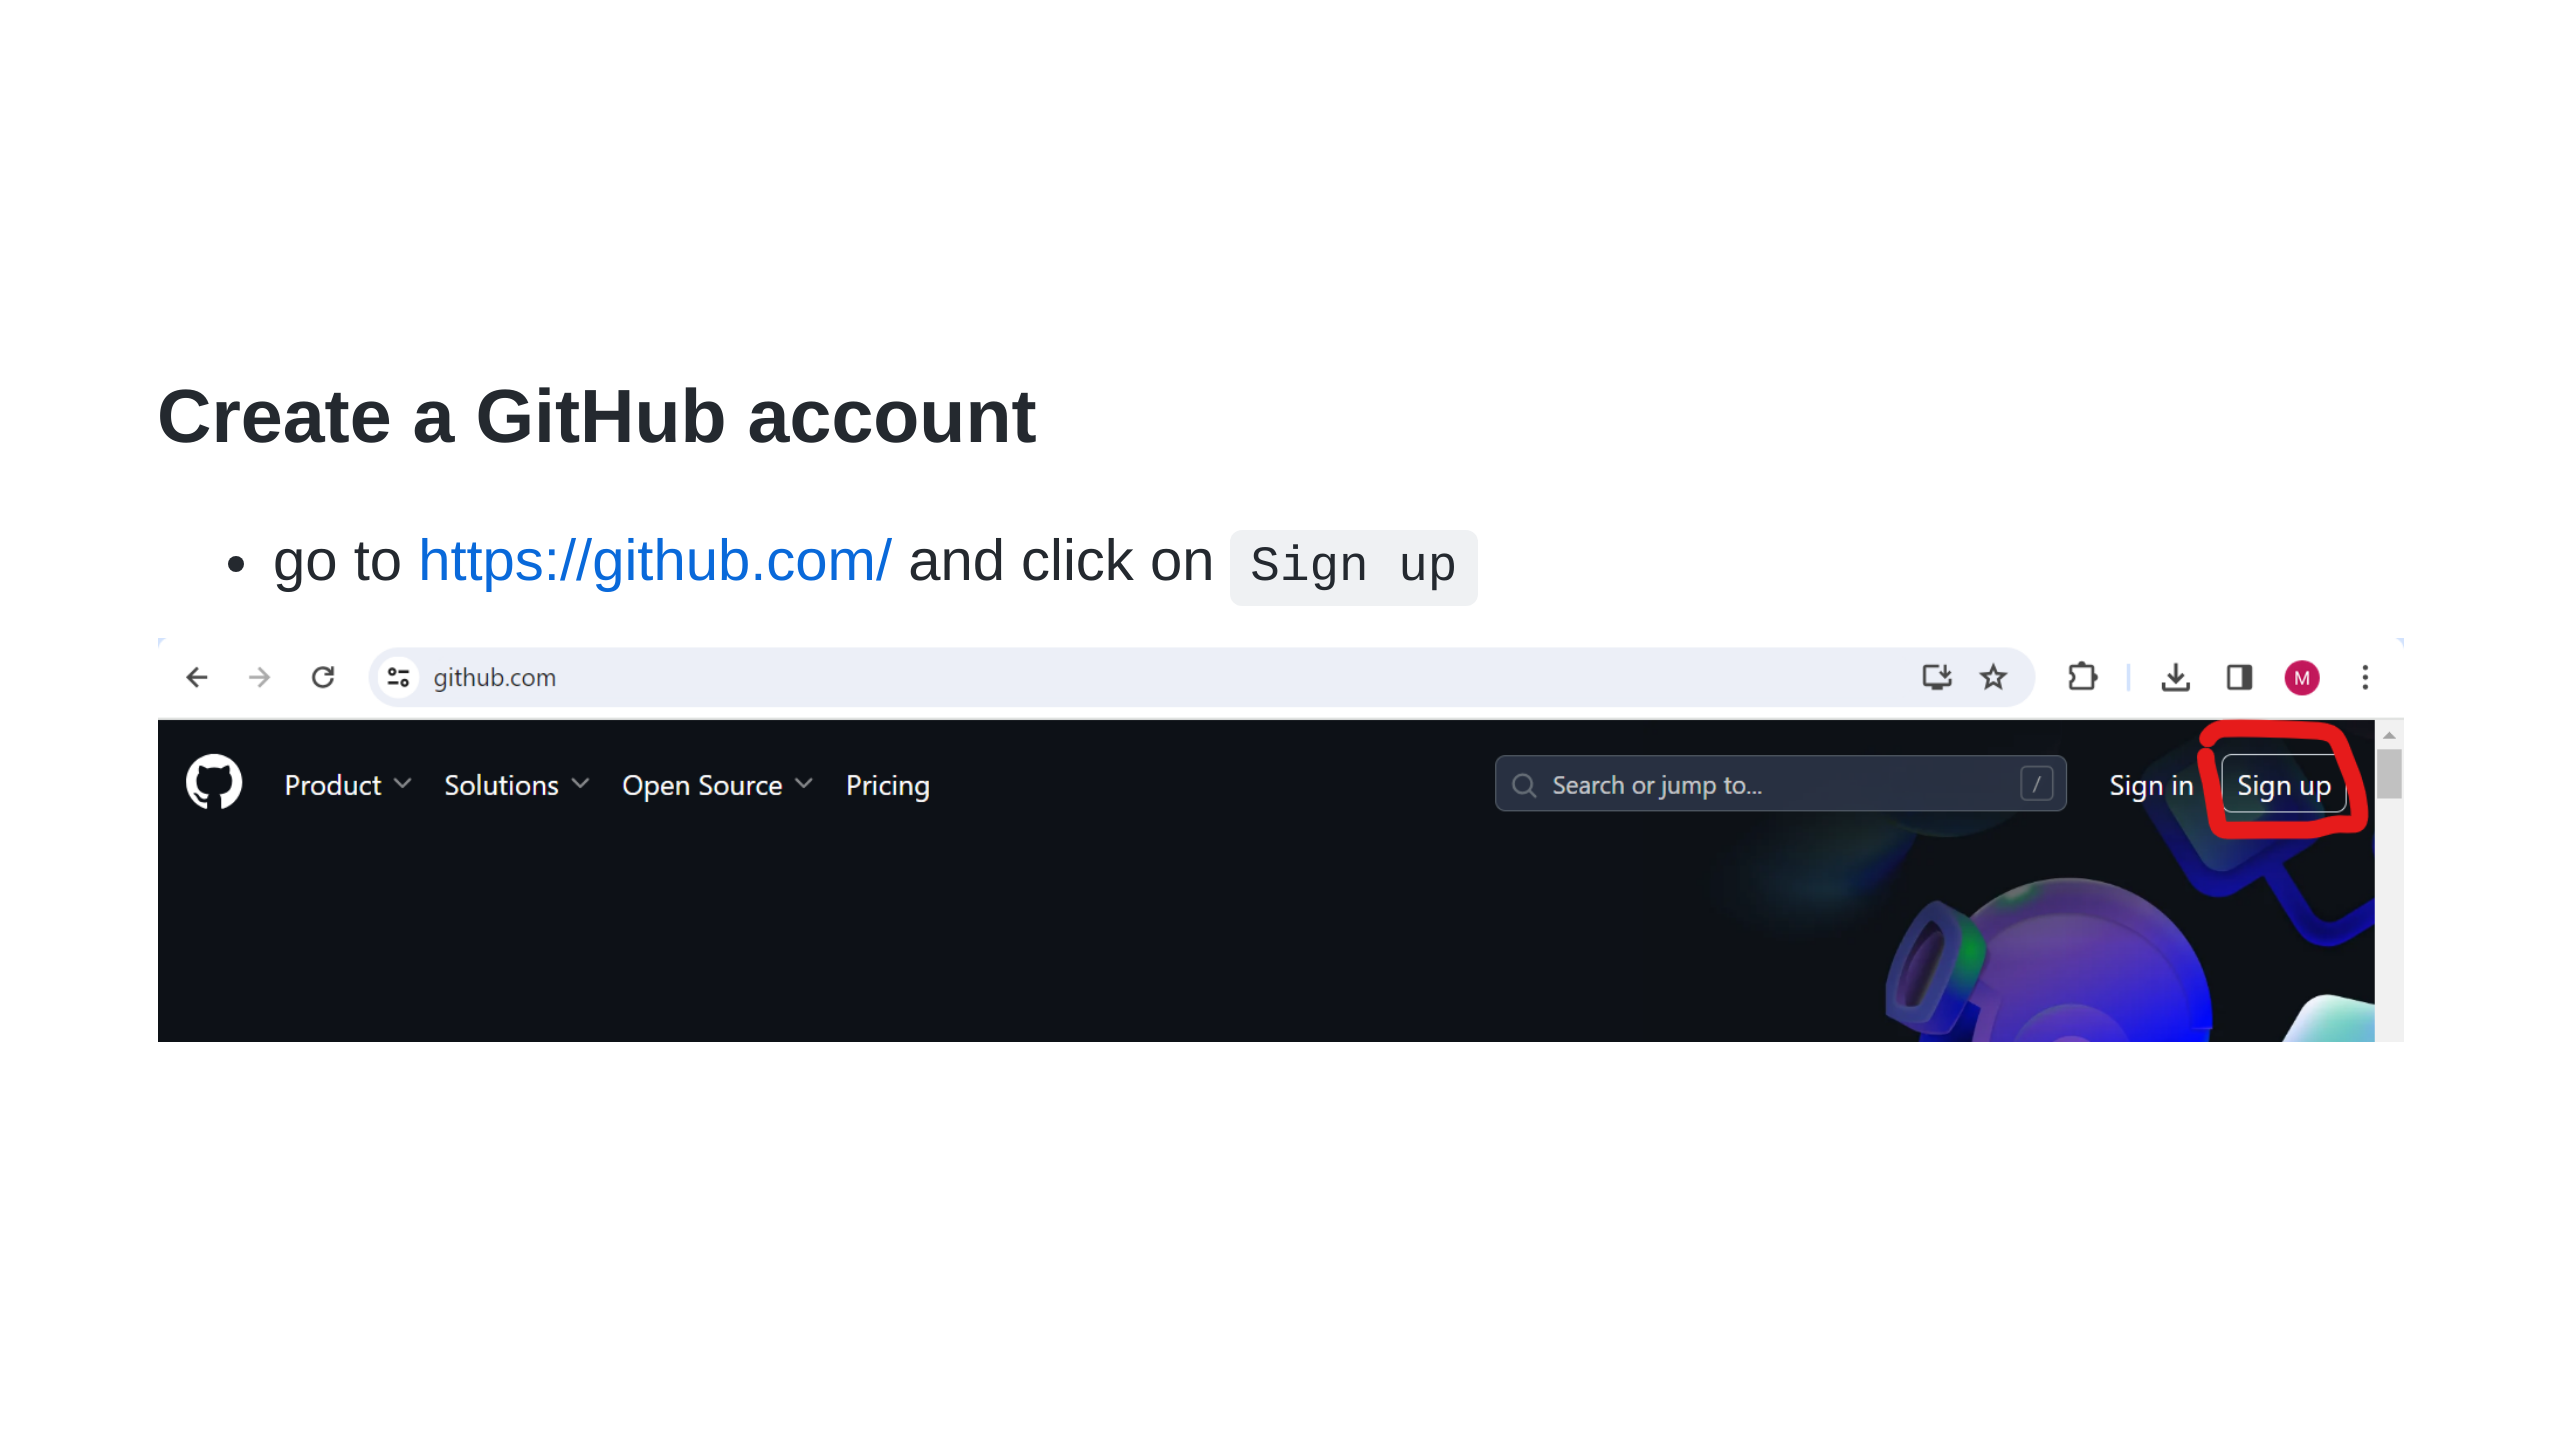 Create a GitHub account
• go to https://github.com/ and click on Sign up
github.com
M
Product Solutions Open Source Pricing Search or jump to... / Sign in Sign up